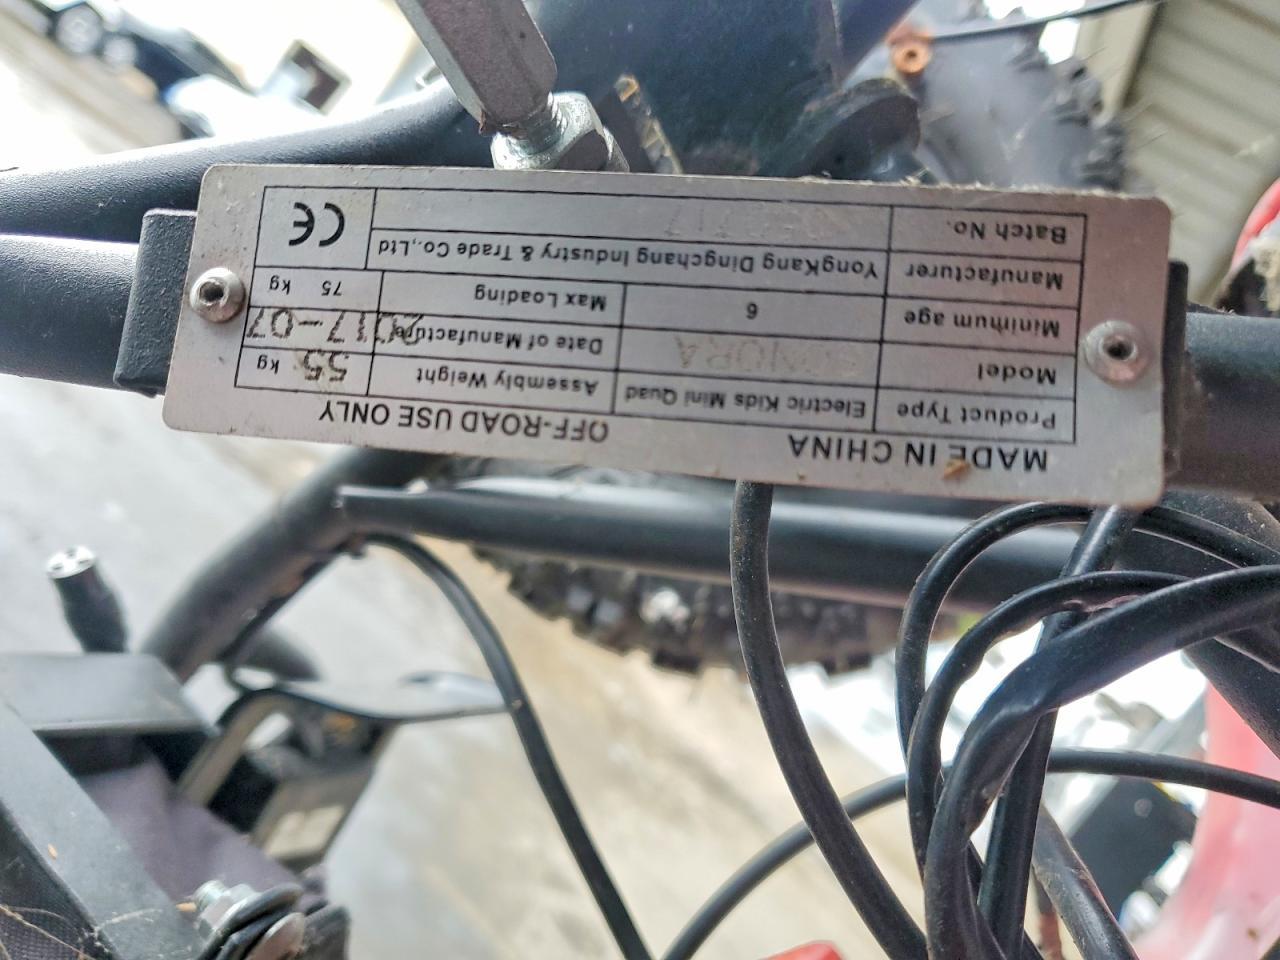 MADE IN CHINA OFF-ROAD USE ONLY
Product Type Electric Kids Mini Quad Assembly Weight 55 kg
Model SONORA Date of Manufacture 2017-07
Minimum age 6 Max Loading 75 kg
Manufacturer YongKang Dingchang Industry & Trade Co.,Ltd
Batch No. CE